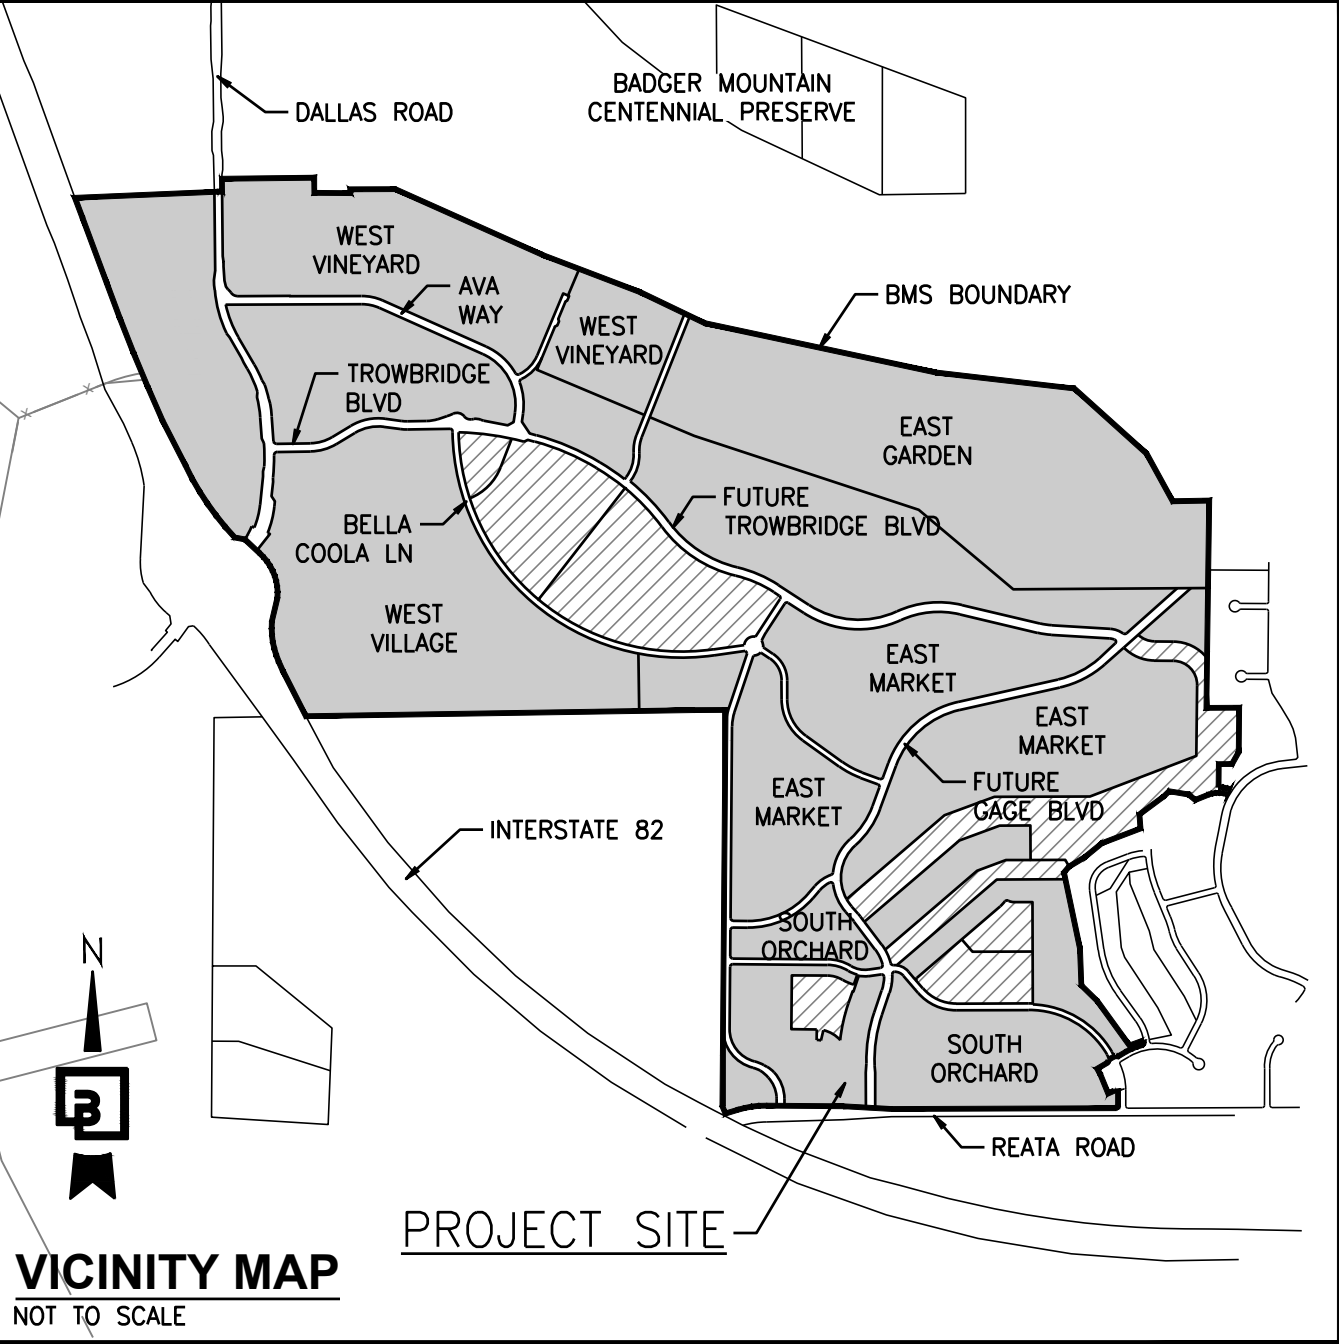 BADGER MOUNTAIN
CENTENNIAL PRESERVE
DALLAS ROAD
WEST
VINEYARD
AVA
WAY
BMS BOUNDARY
WEST
VINEYARD
TROWBRIDGE
BLVD
EAST
GARDEN
FUTURE
TROWBRIDGE BLVD
BELLA
COOLA LN
WEST
VILLAGE
EAST
MARKET
EAST
MARKET
FUTURE
GAGE BLVD
EAST
MARKET
INTERSTATE 82
SOUTH
ORCHARD
N
B
SOUTH
ORCHARD
REATA ROAD
PROJECT SITE
VICINITY MAP
NOT TO SCALE